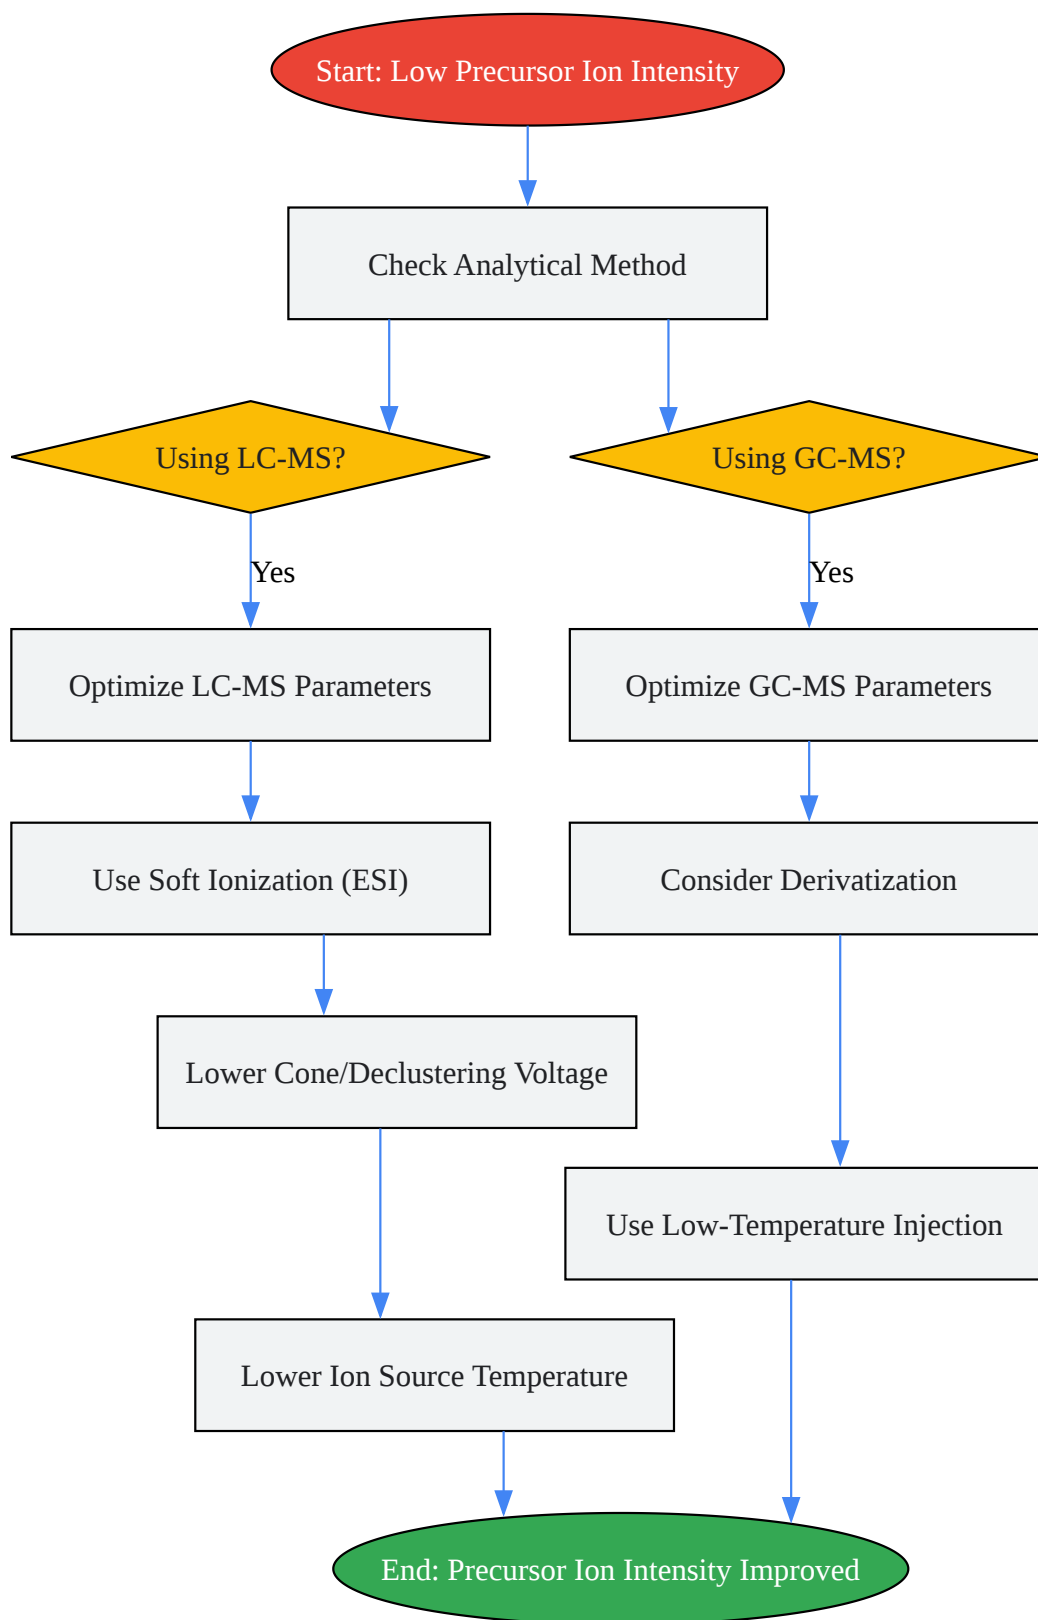 Start: Low Precursor Ion Intensity
Check Analytical Method
Using LC-MS?
Using GC-MS?
Yes
Yes
Optimize LC-MS Parameters
Optimize GC-MS Parameters
Use Soft Ionization (ESI)
Consider Derivatization
Lower Cone/Declustering Voltage
Use Low-Temperature Injection
Lower Ion Source Temperature
End: Precursor Ion Intensity Improved